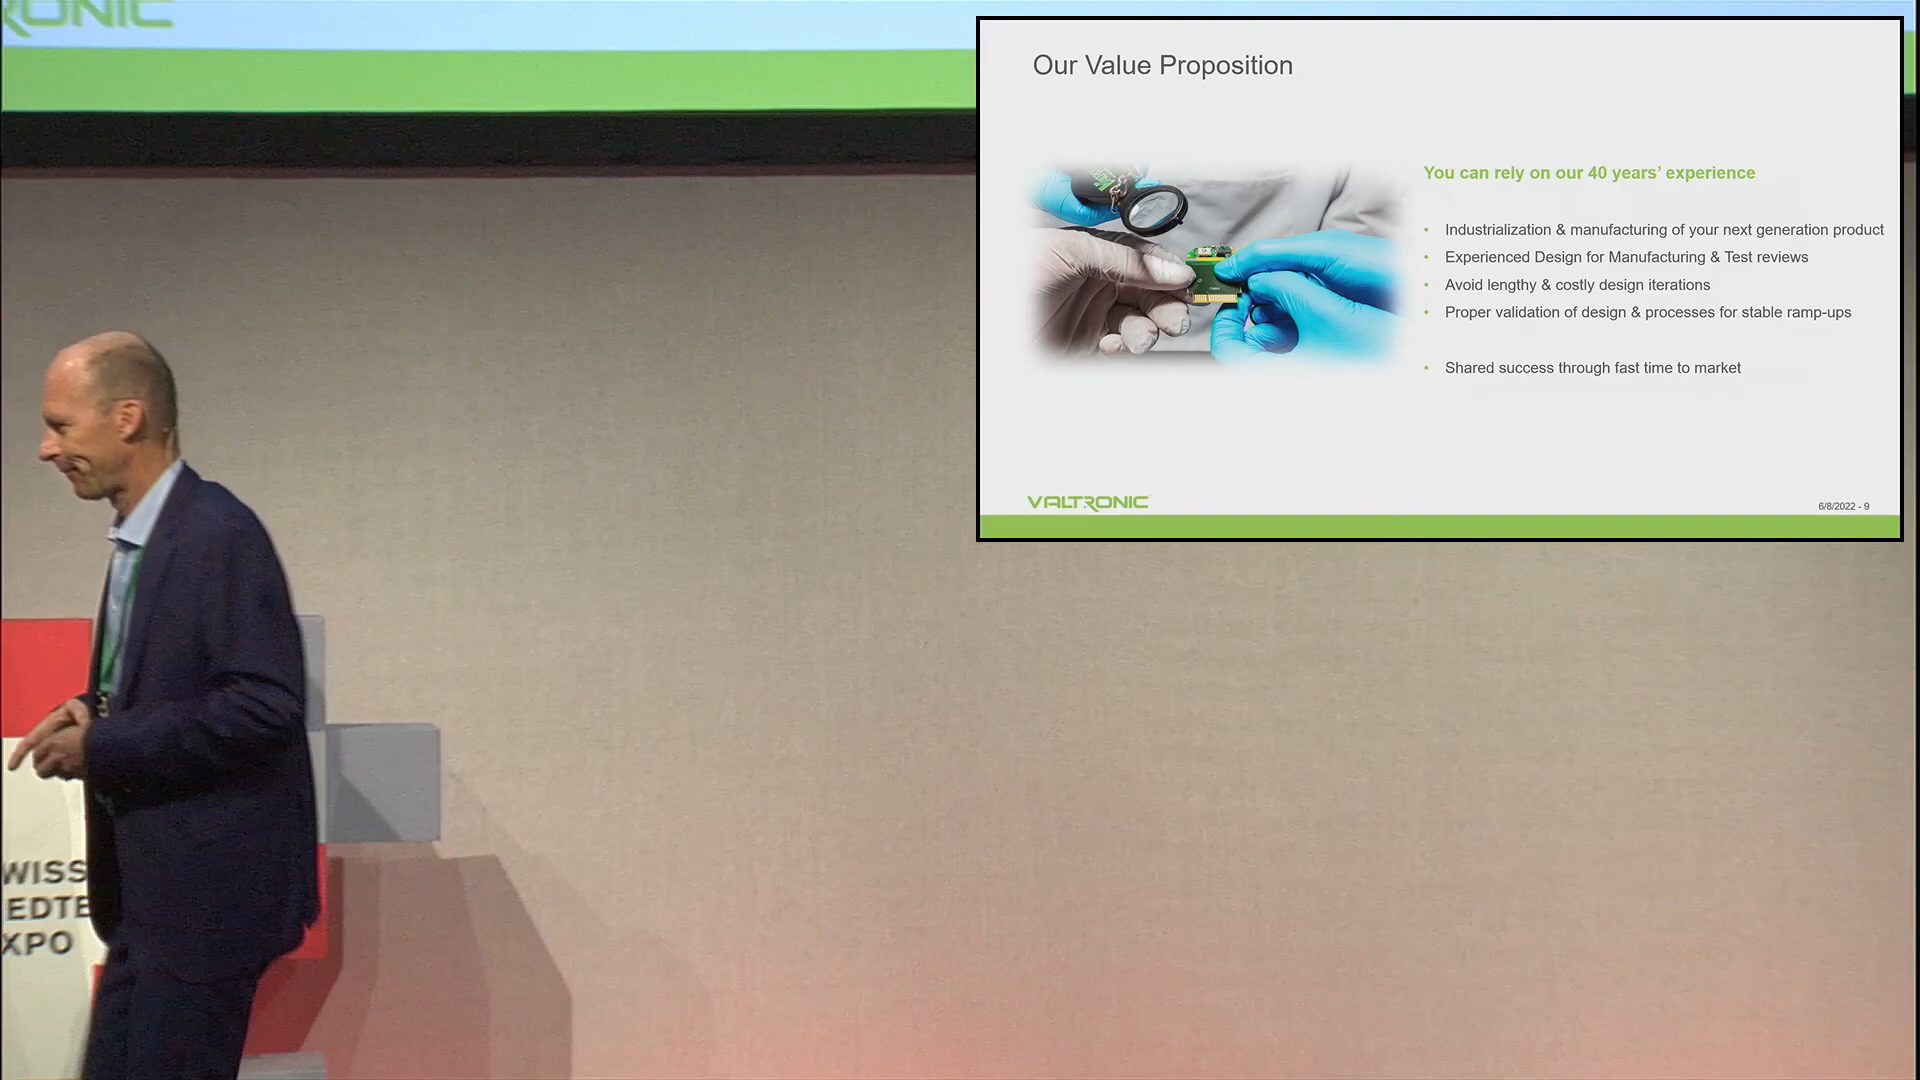 RONIC
Our Value Proposition
You can rely on our 40 years’ experience
• Industrialization & manufacturing of your next generation product
• Experienced Design for Manufacturing & Test reviews
• Avoid lengthy & costly design iterations
• Proper validation of design & processes for stable ramp-ups
• Shared success through fast time to market
VALTRONIC
6/8/2022 - 9
WISS
EDTE
XPO